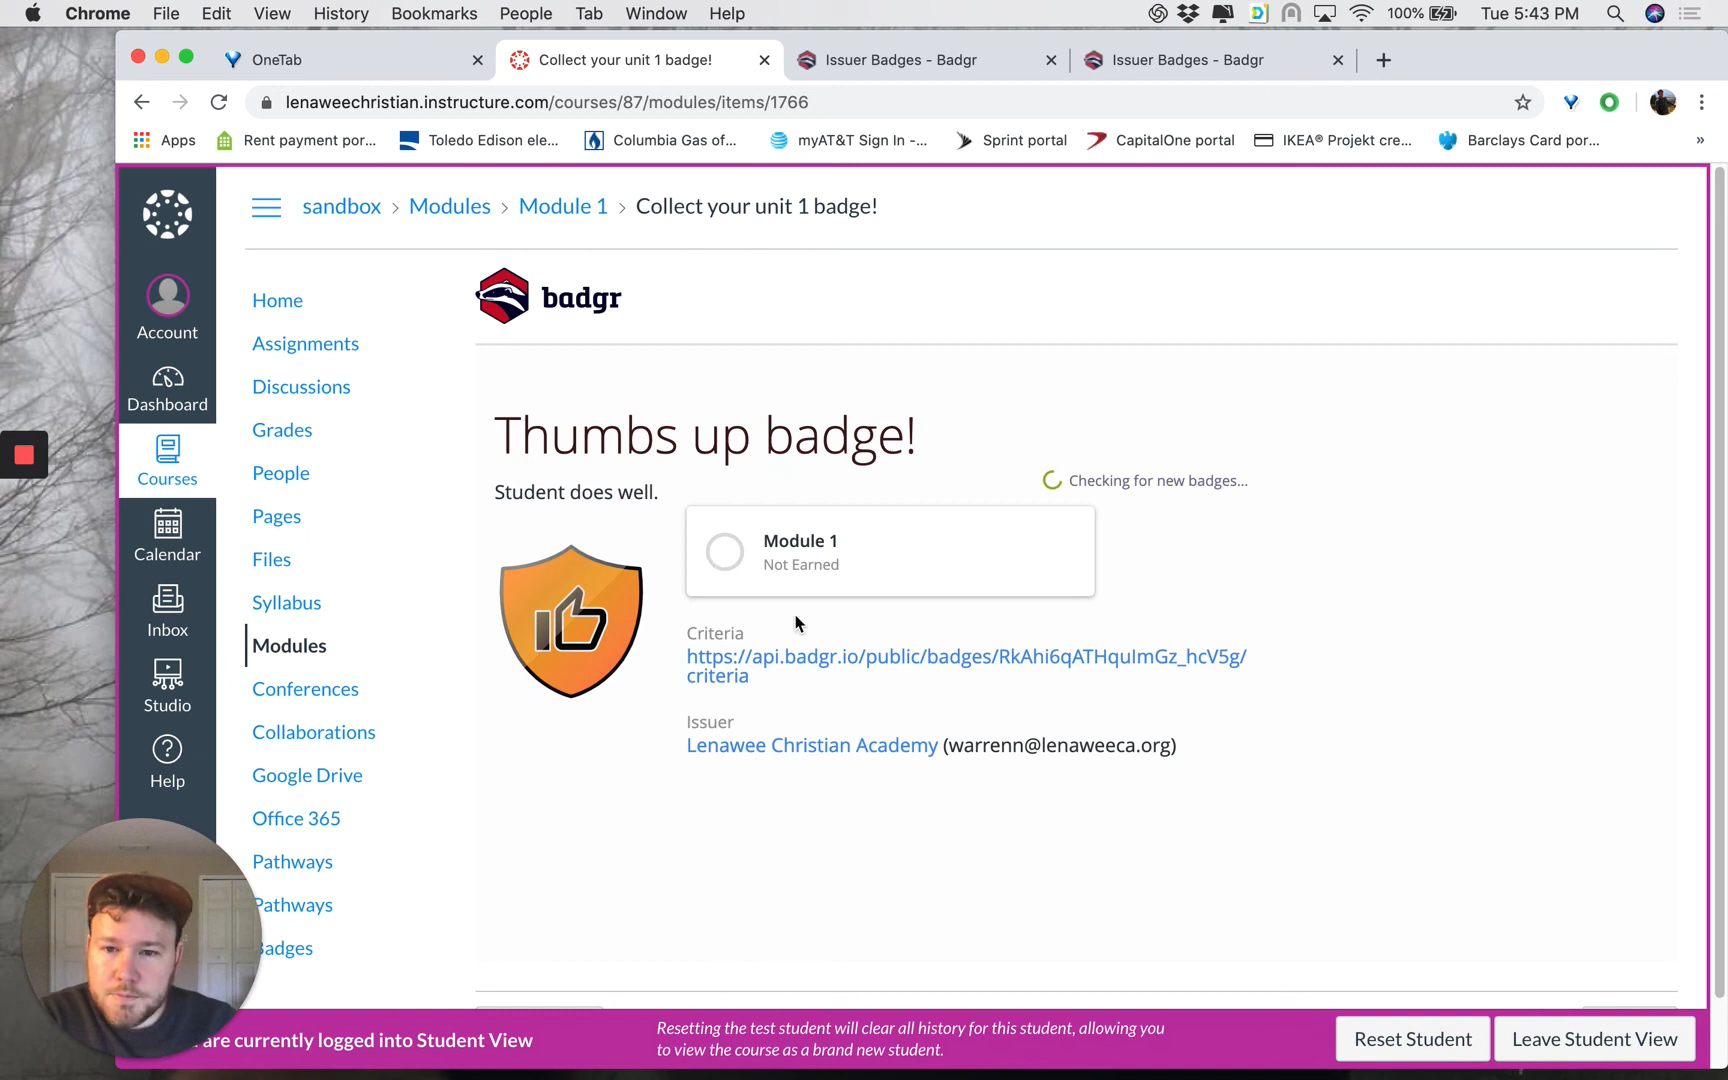 Chrome File Edit View History Bookmarks People Tab Window Help 100% Tue 5:43 PM
OneTab Collect your unit 1 badge! Issuer Badges - Badgr Issuer Badges - Badgr
lenaweechristian.instructure.com/courses/87/modules/items/1766
Apps Rent payment por... Toledo Edison ele... Columbia Gas of... myAT&T Sign In -... Sprint portal CapitalOne portal IKEA® Projekt cre... Barclays Card por... »
sandbox > Modules > Module 1 > Collect your unit 1 badge!
Account
Dashboard
Courses
Calendar
Inbox
Studio
Help
Home
Assignments
Discussions
Grades
People
Pages
Files
Syllabus
Modules
Conferences
Collaborations
Google Drive
Office 365
Pathways
Pathways
Badges
badgr
Thumbs up badge!
Checking for new badges...
Student does well.
Module 1
Not Earned
Criteria
https://api.badgr.io/public/badges/RkAhi6qATHquImGz_hcV5g/
criteria
Issuer
Lenawee Christian Academy (warrenn@lenaweeca.org)
are currently logged into Student View
Resetting the test student will clear all history for this student, allowing you
to view the course as a brand new student.
Reset Student
Leave Student View